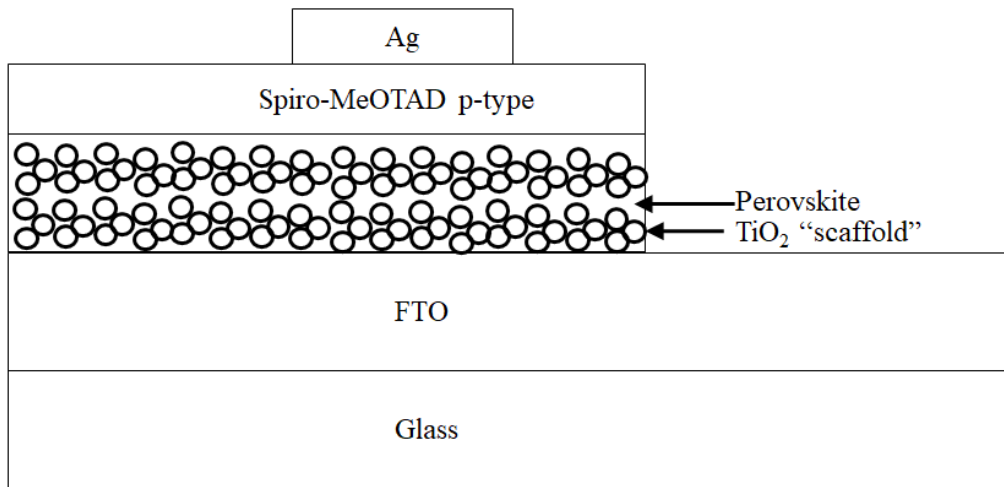 Ag
Spiro-MeOTAD p-type
Perovskite
TiO₂ “scaffold”
FTO
Glass